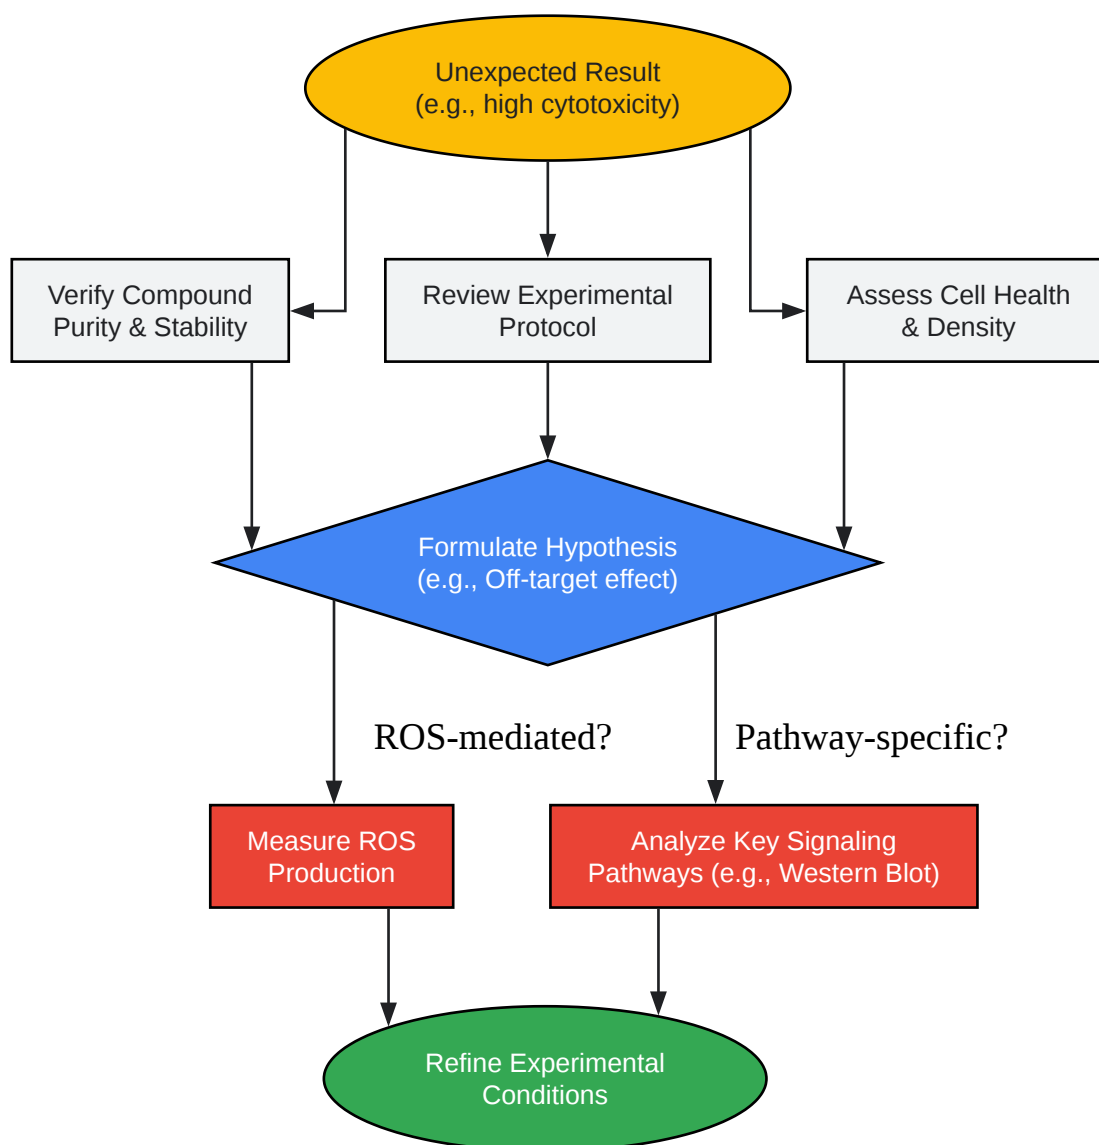 Unexpected Result
(e.g., high cytotoxicity)
Verify Compound
Purity & Stability
Review Experimental
Protocol
Assess Cell Health
& Density
Formulate Hypothesis
(e.g., Off-target effect)
ROS-mediated?
Pathway-specific?
Measure ROS
Production
Analyze Key Signaling
Pathways (e.g., Western Blot)
Refine Experimental
Conditions